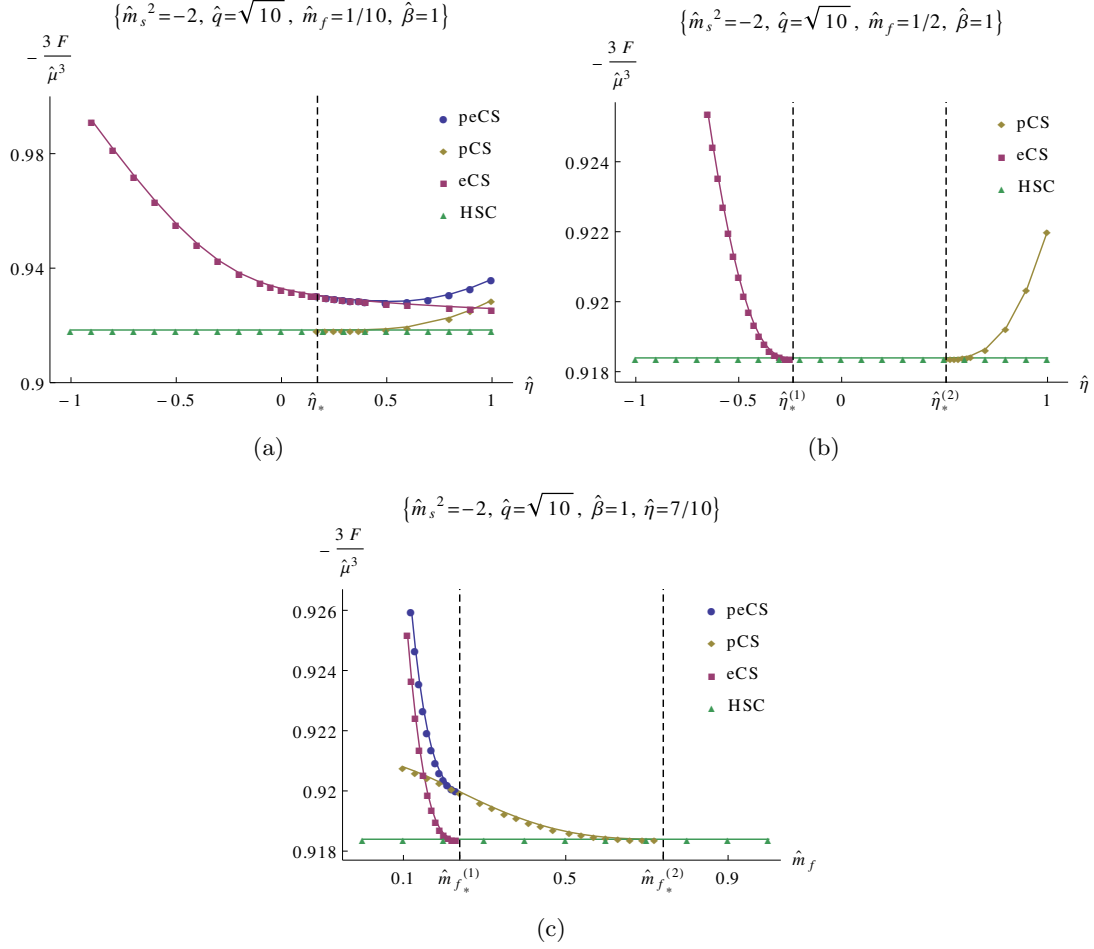 {m̂_s²=−2, q̂=√10, m̂_f=1/10, β̂=1}
− 3 F / μ̂³
peCS
pCS
eCS
HSC
0.98
0.94
0.9
−1 −0.5 0 η̂_* 0.5 1 η̂
(a)
{m̂_s²=−2, q̂=√10, m̂_f=1/2, β̂=1}
− 3 F / μ̂³
pCS
eCS
HSC
0.924
0.922
0.92
0.918
−1 −0.5 η̂_*^(1) 0 η̂_*^(2) 1 η̂
(b)
{m̂_s²=−2, q̂=√10, β̂=1, η̂=7/10}
− 3 F / μ̂³
peCS
pCS
eCS
HSC
0.926
0.924
0.922
0.92
0.918
0.1 m̂_f*^(1) 0.5 m̂_f*^(2) 0.9 m̂_f
(c)